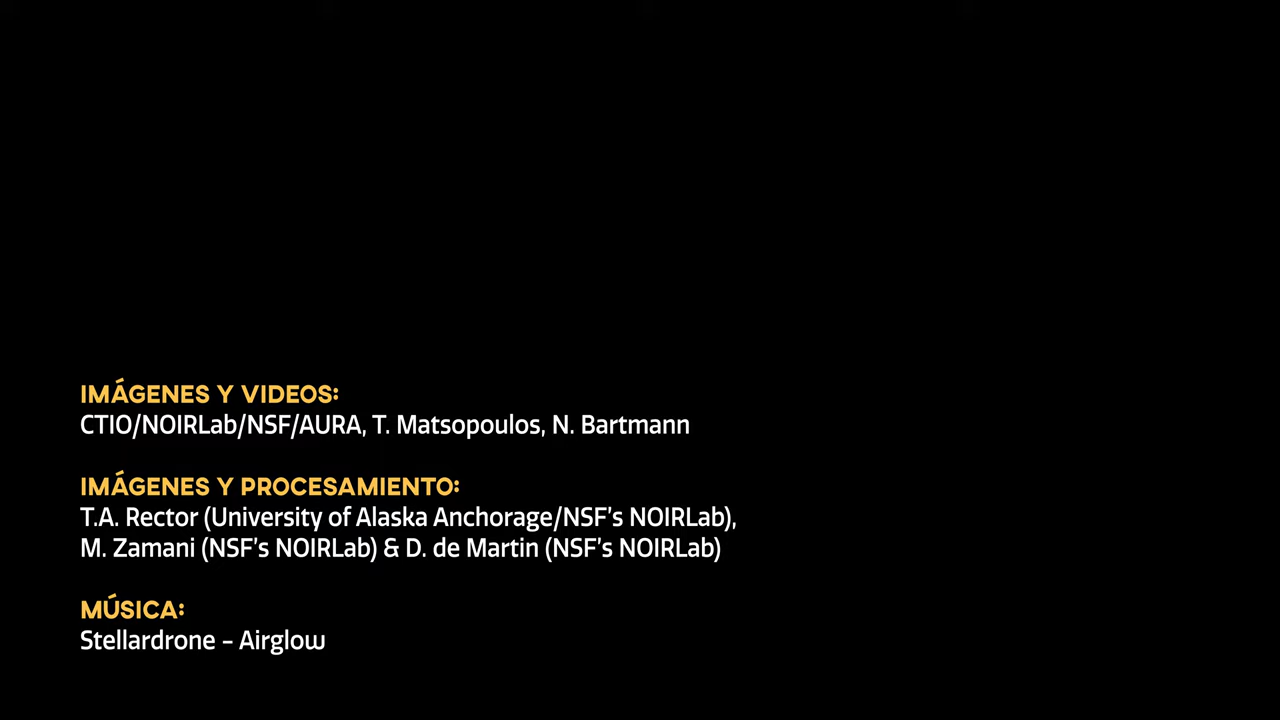 IMÁGENES Y VIDEOS:
CTIO/NOIRLab/NSF/AURA, T. Matsopoulos, N. Bartmann
IMÁGENES Y PROCESAMIENTO:
T.A. Rector (University of Alaska Anchorage/NSF’s NOIRLab),
M. Zamani (NSF’s NOIRLab) & D. de Martin (NSF’s NOIRLab)
MÚSICA:
Stellardrone – Airglow